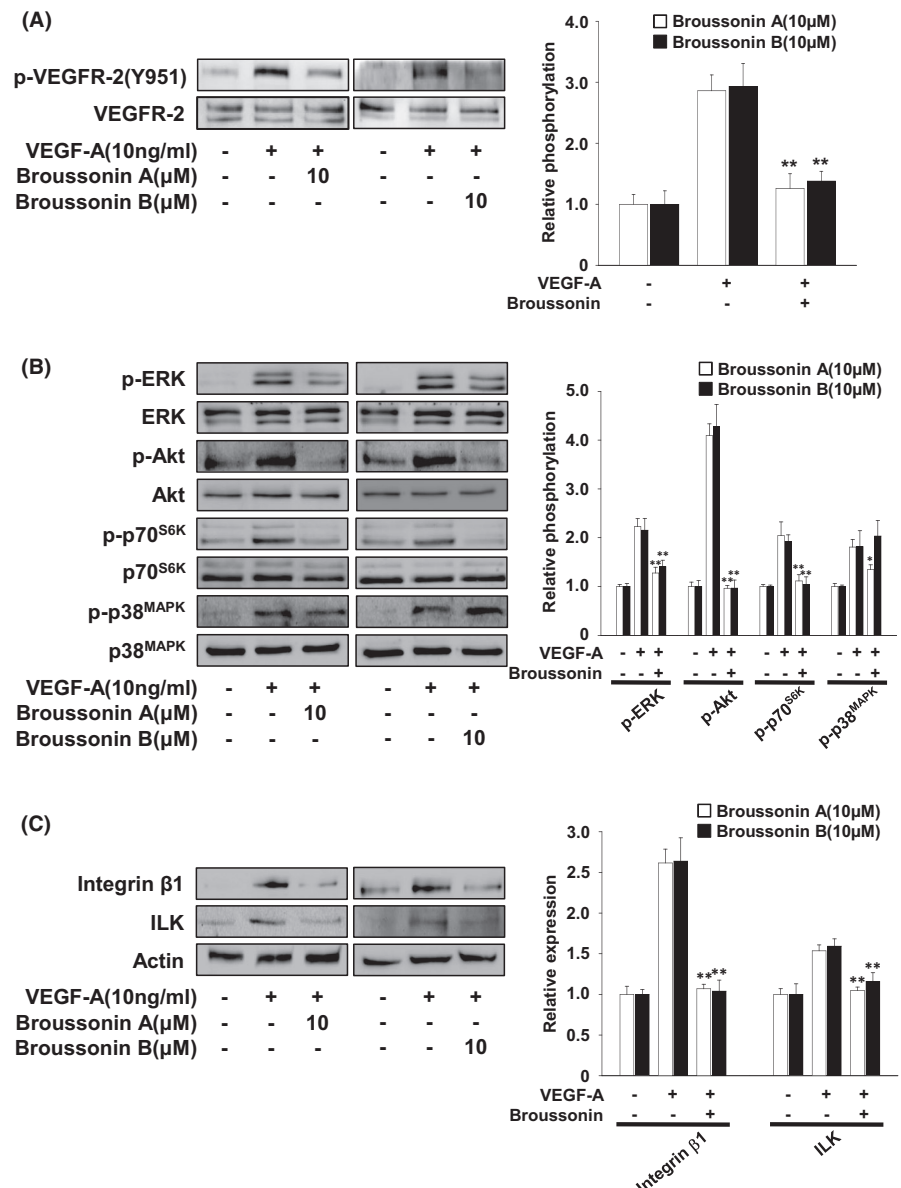 (A)
p-VEGFR-2(Y951)
VEGFR-2
VEGF-A(10ng/ml) - + + - + +
Broussonin A(µM) - - 10 - - -
Broussonin B(µM) - - - - - 10
Broussonin A(10µM)
Broussonin B(10µM)
Relative phosphorylation
4.0
3.0
2.0
1.0
0
** **
VEGF-A - + +
Broussonin - - +
(B)
p-ERK
ERK
p-Akt
Akt
p-p70S6K
p70S6K
p-p38MAPK
p38MAPK
VEGF-A(10ng/ml) - + + - + +
Broussonin A(µM) - - 10 - - -
Broussonin B(µM) - - - - - 10
Broussonin A(10µM)
Broussonin B(10µM)
Relative phosphorylation
5.0
4.0
3.0
2.0
1.0
0
** ** ** ** ** ** *
VEGF-A - + + - + + - + + - + +
Broussonin - - + - - + - - + - - +
p-ERK p-Akt p-p70S6K p-p38MAPK
(C)
Integrin β1
ILK
Actin
VEGF-A(10ng/ml) - + + - + +
Broussonin A(µM) - - 10 - - -
Broussonin B(µM) - - - - - 10
Broussonin A(10µM)
Broussonin B(10µM)
Relative expression
3.0
2.5
2.0
1.5
1.0
0.5
0
** ** ** **
VEGF-A - + + - + +
Broussonin - - + - - +
Integrin β1 ILK